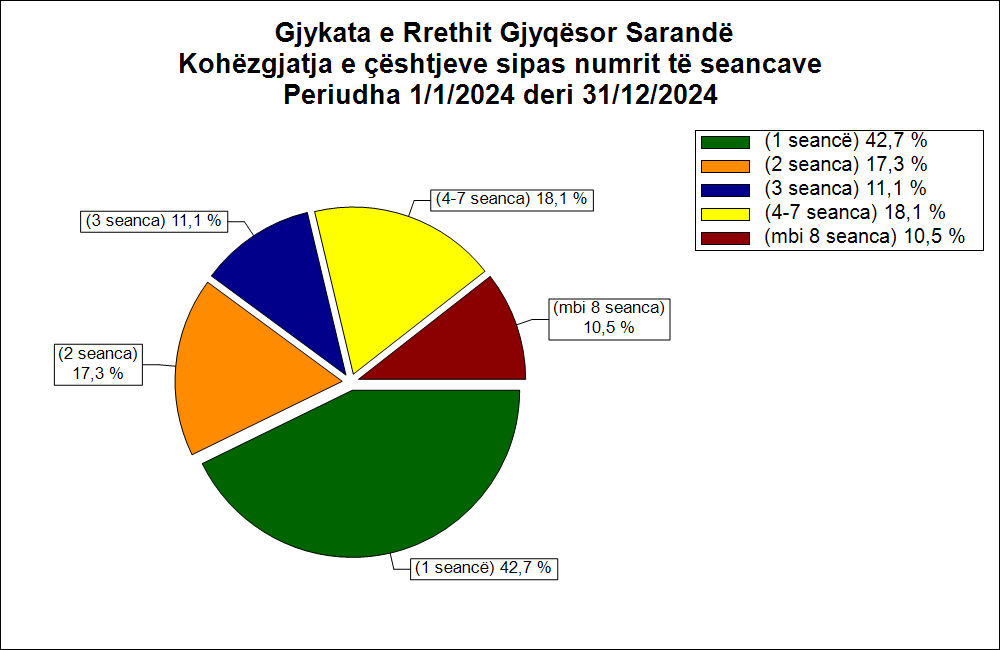 Gjykata e Rrethit Gjyqësor Sarandë
Kohëzgjatja e çështjeve sipas numrit të seancave
Periudha 1/1/2024 deri 31/12/2024
(1 seancë) 42,7 %
(2 seanca) 17,3 %
(3 seanca) 11,1 %
(4-7 seanca) 18,1 %
(mbi 8 seanca) 10,5 %
(4-7 seanca) 18,1 %
(3 seanca) 11,1 %
(mbi 8 seanca)
10,5 %
(2 seanca)
17,3 %
(1 seancë) 42,7 %